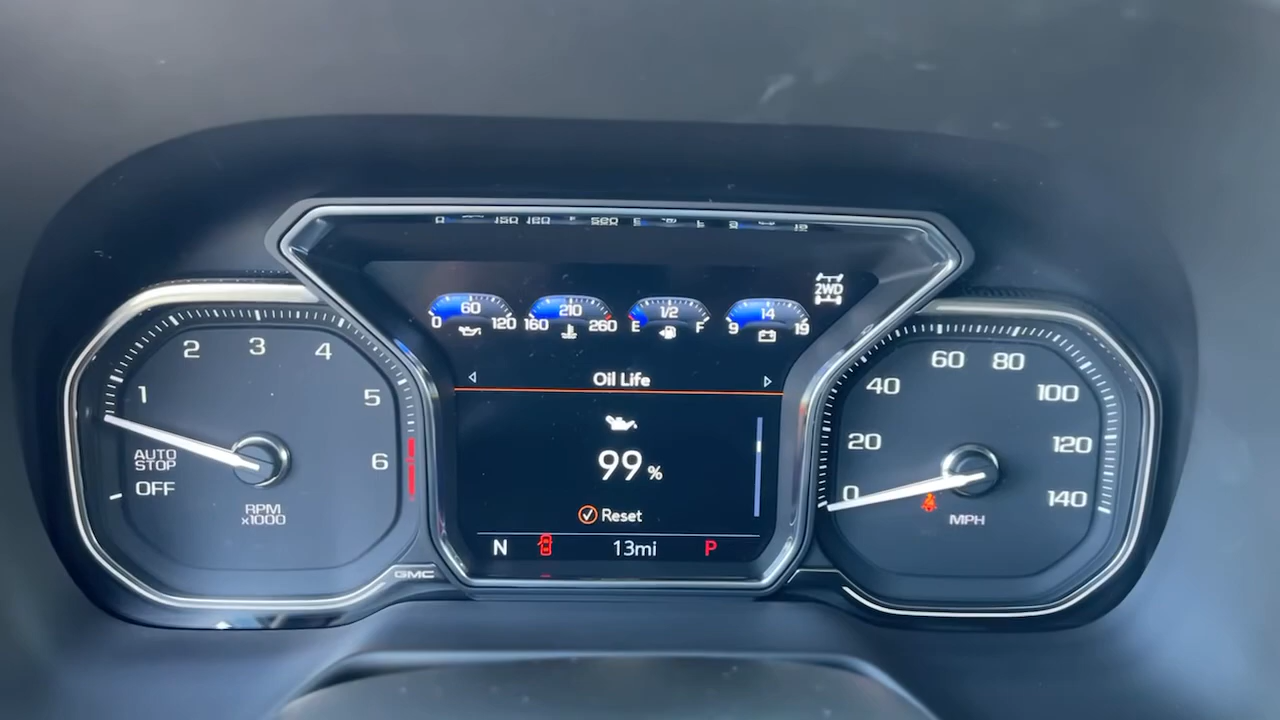 1 2 3 4 5 6
AUTO
STOP
OFF
RPM
x1000
GMC
60
0 120
210
160 260
1/2
E F
14
9 19
2WD
Oil Life
99 %
Reset
N 13mi P
0 20 40 60 80 100 120 140
MPH